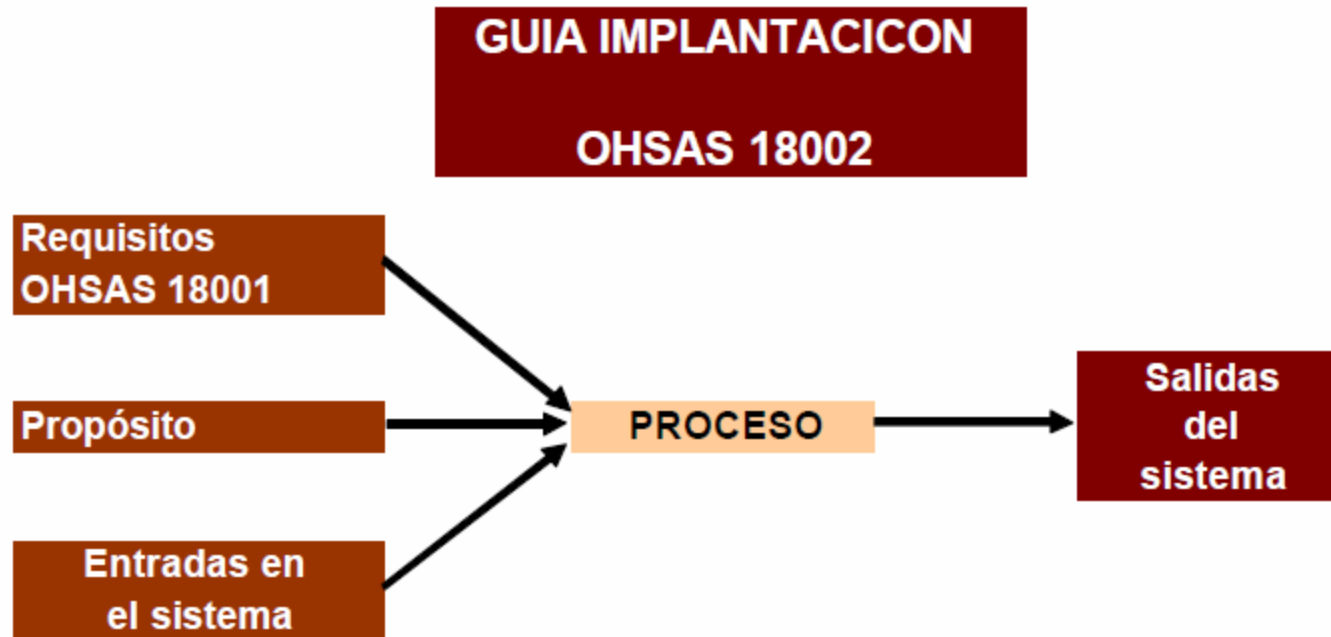 GUIA IMPLANTACICON
OHSAS 18002
Requisitos
OHSAS 18001
Propósito
PROCESO
Salidas
del
sistema
Entradas en
el sistema